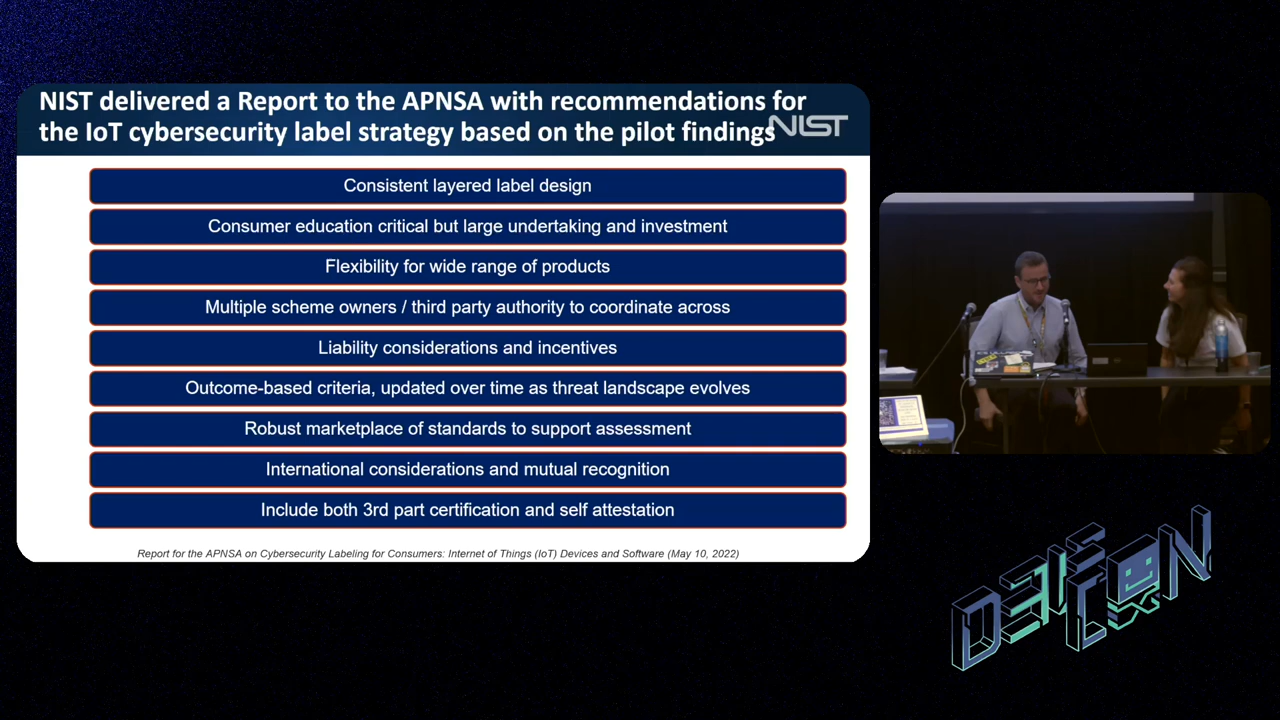 NIST delivered a Report to the APNSA with recommendations for
the IoT cybersecurity label strategy based on the pilot findings
NIST
Consistent layered label design
Consumer education critical but large undertaking and investment
Flexibility for wide range of products
Multiple scheme owners / third party authority to coordinate across
Liability considerations and incentives
Outcome-based criteria, updated over time as threat landscape evolves
Robust marketplace of standards to support assessment
International considerations and mutual recognition
Include both 3rd part certification and self attestation
Report for the APNSA on Cybersecurity Labeling for Consumers: Internet of Things (IoT) Devices and Software (May 10, 2022)
DEF CON